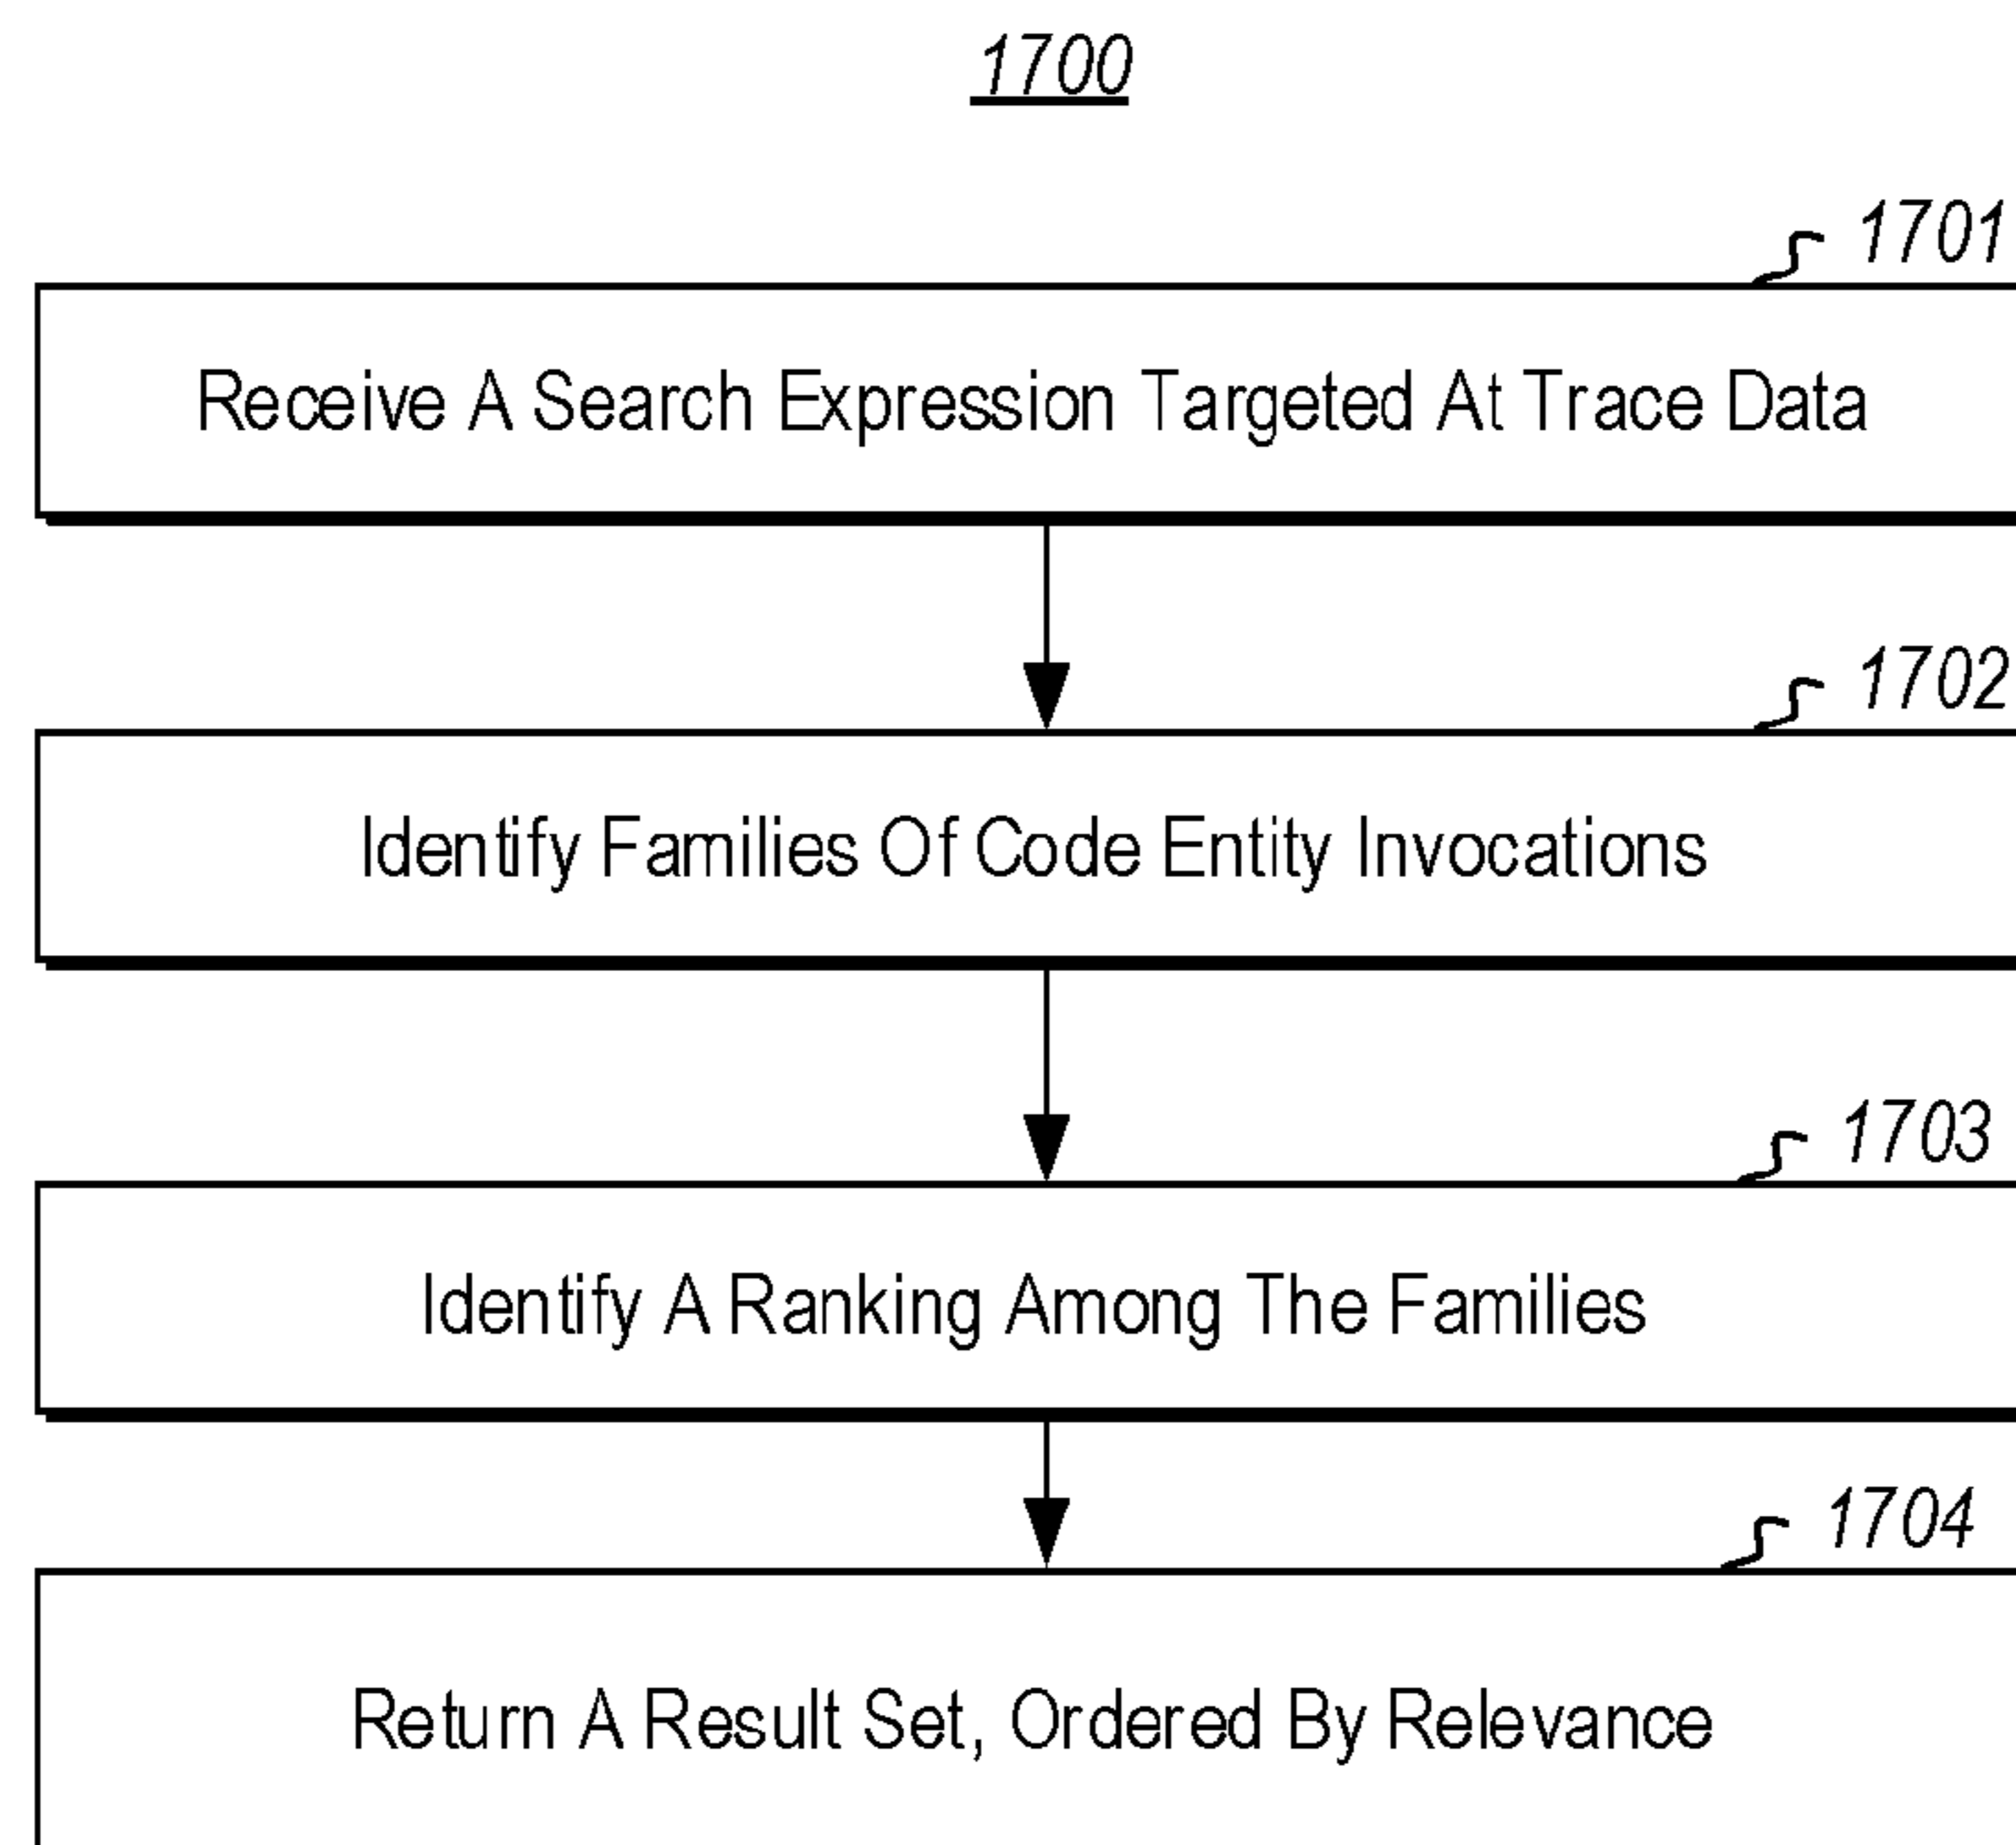 1700
1701
Receive A Search Expression Targeted At Trace Data
1702
Identify Families Of Code Entity Invocations
1703
Identify A Ranking Among The Families
1704
Return A Result Set, Ordered By Relevance